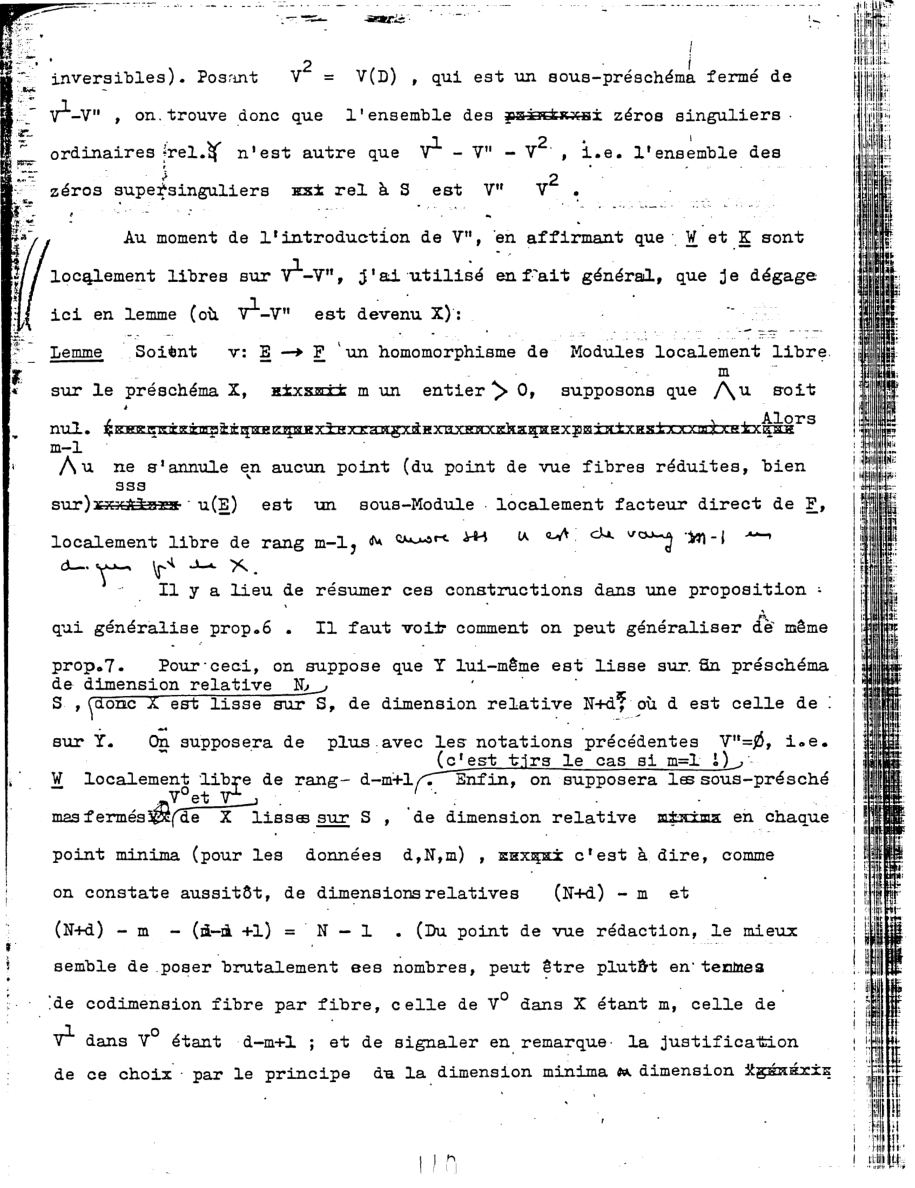 inversibles). Posant V² = V(D) , qui est un sous-préschéma fermé de
V¹-V" , on trouve donc que l'ensemble des zéros singuliers
ordinaires rel. n'est autre que V¹ - V" - V² , i.e. l'ensemble des
zéros supersinguliers rel à S est V" V² .
Au moment de l'introduction de V", en affirmant que W et K sont
localement libres sur V¹-V", j'ai utilisé en fait général, que je dégage
ici en lemme (où V¹-V" est devenu X):
Lemme Soient v: E → F un homomorphisme de Modules localement libre
sur le préschéma X, m un entier > 0, supposons que
m
⋀u soit
nul. Alors
m-1
⋀u ne s'annule en aucun point (du point de vue fibres réduites, bien
sss
sur) u(E) est un sous-Module localement facteur direct de F,
localement libre de rang m-1, ou encore sss u est de rang m-1 en
pt de X.
Il y a lieu de résumer ces constructions dans une proposition
qui généralise prop.6 . Il faut voir comment on peut généraliser de même
prop.7. Pour ceci, on suppose que Y lui-même est lisse sur un préschéma
de dimension relative N,
S , donc X est lisse sur S, de dimension relative N+d, où d est celle de
sur Y. On supposera de plus avec les notations précédentes V"=Ø, i.e.
(c'est tjrs le cas si m=1 !)
W localement libre de rang- d-m+1 . Enfin, on supposera les sous-presché
V⁰ et V¹
mas fermés de X lisses sur S , de dimension relative en chaque
point minima (pour les données d,N,m) , c'est à dire, comme
on constate aussitôt, de dimensions relatives (N+d) - m et
(N+d) - m - (d-m +1) = N - 1 . (Du point de vue rédaction, le mieux
semble de poser brutalement ces nombres, peut être plutôt en termes
de codimension fibre par fibre, celle de V⁰ dans X étant m, celle de
V¹ dans V⁰ étant d-m+1 ; et de signaler en remarque la justification
de ce choix par le principe de la dimension minima dimension